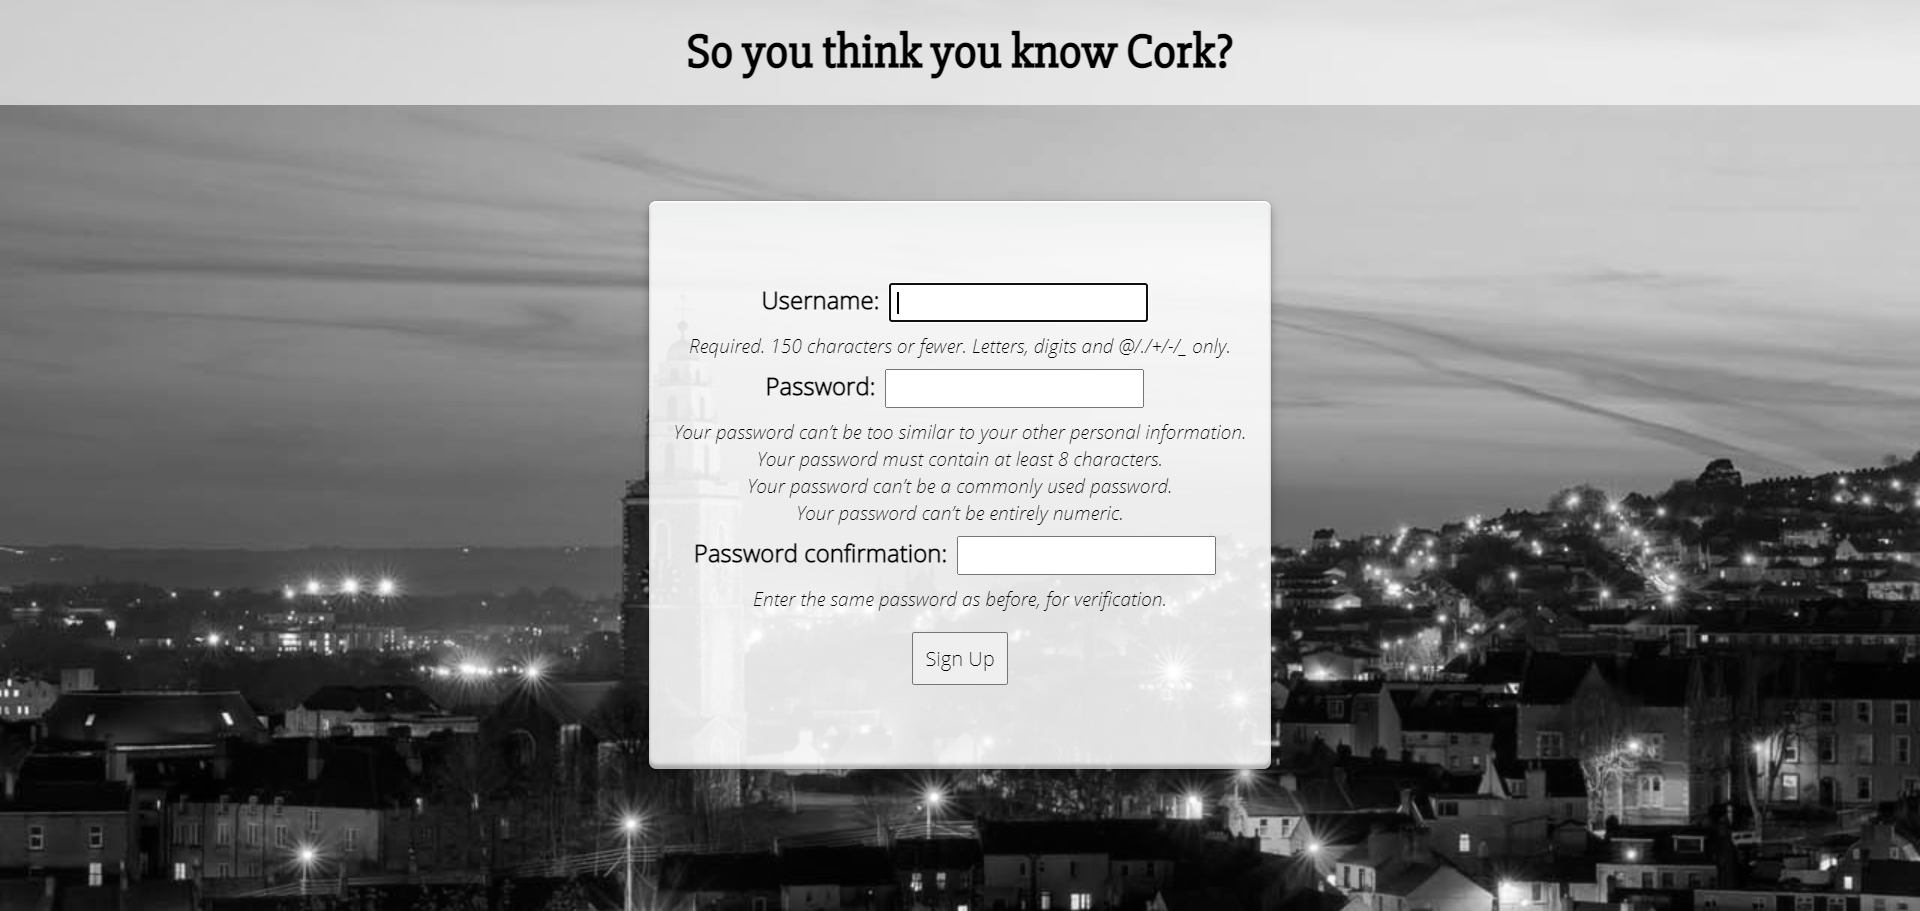 So you think you know Cork?
Username:
Required. 150 characters or fewer. Letters, digits and @/./+/-/_ only.
Password:
Your password can’t be too similar to your other personal information.
Your password must contain at least 8 characters.
Your password can’t be a commonly used password.
Your password can’t be entirely numeric.
Password confirmation:
Enter the same password as before, for verification.
Sign Up